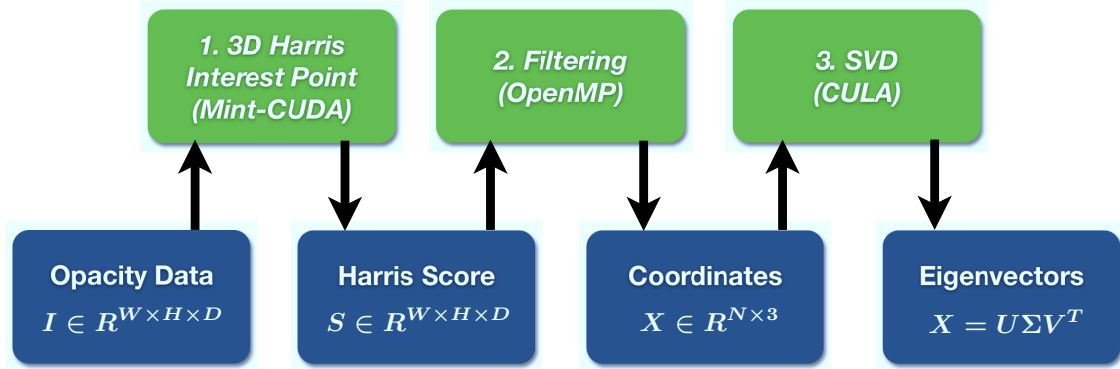 1. 3D Harris
Interest Point
(Mint-CUDA)
2. Filtering
(OpenMP)
3. SVD
(CULA)
Opacity Data
I ∈ R^{W×H×D}
Harris Score
S ∈ R^{W×H×D}
Coordinates
X ∈ R^{N×3}
Eigenvectors
X = UΣV^T